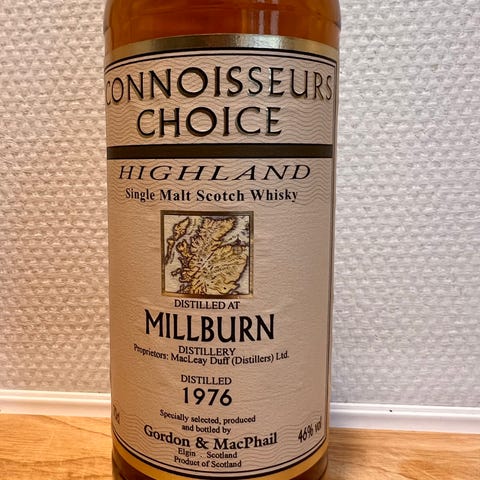 CONNOISSEURS
CHOICE
HIGHLAND
Single Malt Scotch Whisky
DISTILLED AT
MILLBURN
DISTILLERY
Proprietors: MacLeay Duff (Distillers) Ltd.
DISTILLED
1976
Specially selected, produced
and bottled by
Gordon & MacPhail
Elgin . Scotland
Product of Scotland
46% vol